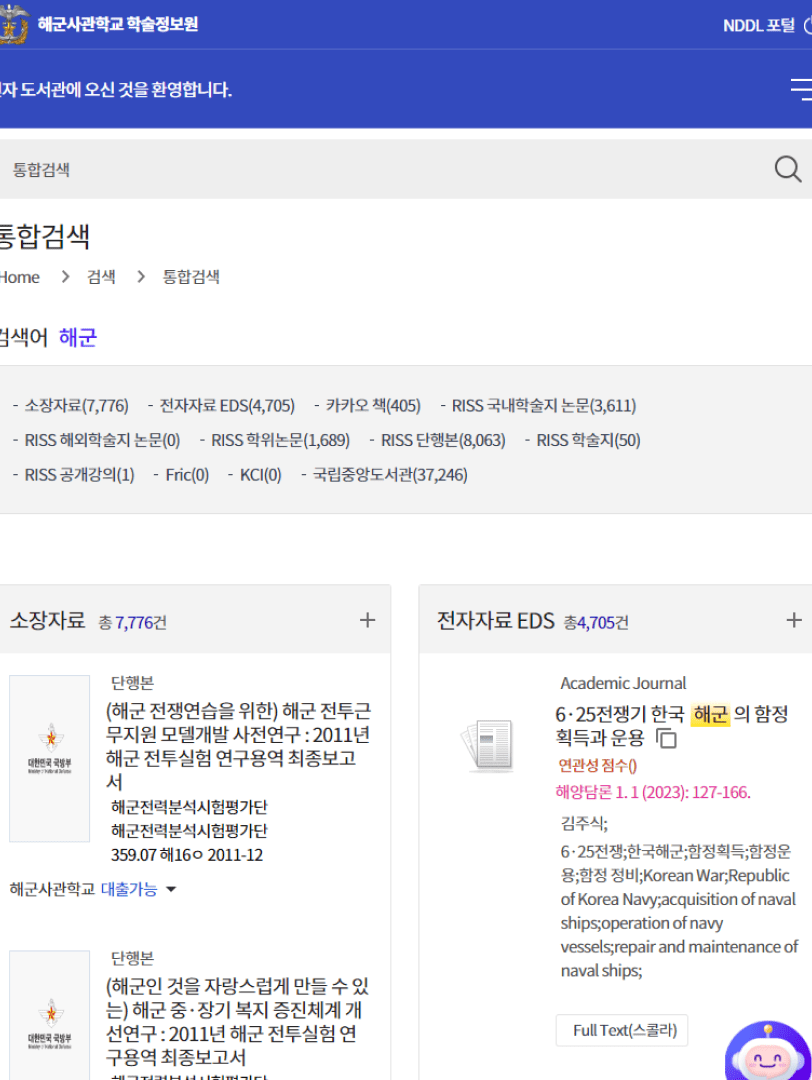 해군사관학교 학술정보원
NDDL 포털
전자 도서관에 오신 것을 환영합니다.
통합검색
통합검색
Home > 검색 > 통합검색
검색어 해군
- 소장자료(7,776) - 전자자료 EDS(4,705) - 카카오 책(405) - RISS 국내학술지 논문(3,611)
- RISS 해외학술지 논문(0) - RISS 학위논문(1,689) - RISS 단행본(8,063) - RISS 학술지(50)
- RISS 공개강의(1) - Fric(0) - KCI(0) - 국립중앙도서관(37,246)
소장자료 총 7,776건 +
단행본
(해군 전쟁연습을 위한) 해군 전투근
무지원 모델개발 사전연구 : 2011년
해군 전투실험 연구용역 최종보고
서
대한민국 국방부
해군전력분석시험평가단
해군전력분석시험평가단
359.07 해16ㅇ 2011-12
해군사관학교 대출가능
단행본
(해군인 것을 자랑스럽게 만들 수 있
는) 해군 중·장기 복지 증진체계 개
선연구 : 2011년 해군 전투실험 연
구용역 최종보고서
대한민국 국방부
해군전력분석시험평가단
전자자료 EDS 총4,705건 +
Academic Journal
6·25전쟁기 한국 해군 의 함정
획득과 운용
연관성 점수()
해양담론 1. 1 (2023): 127-166.
김주식;
6·25전쟁;한국해군;함정획득;함정운
용;함정 정비;Korean War;Republic
of Korea Navy;acquisition of naval
ships;operation of navy
vessels;repair and maintenance of
naval ships;
Full Text(스콜라)